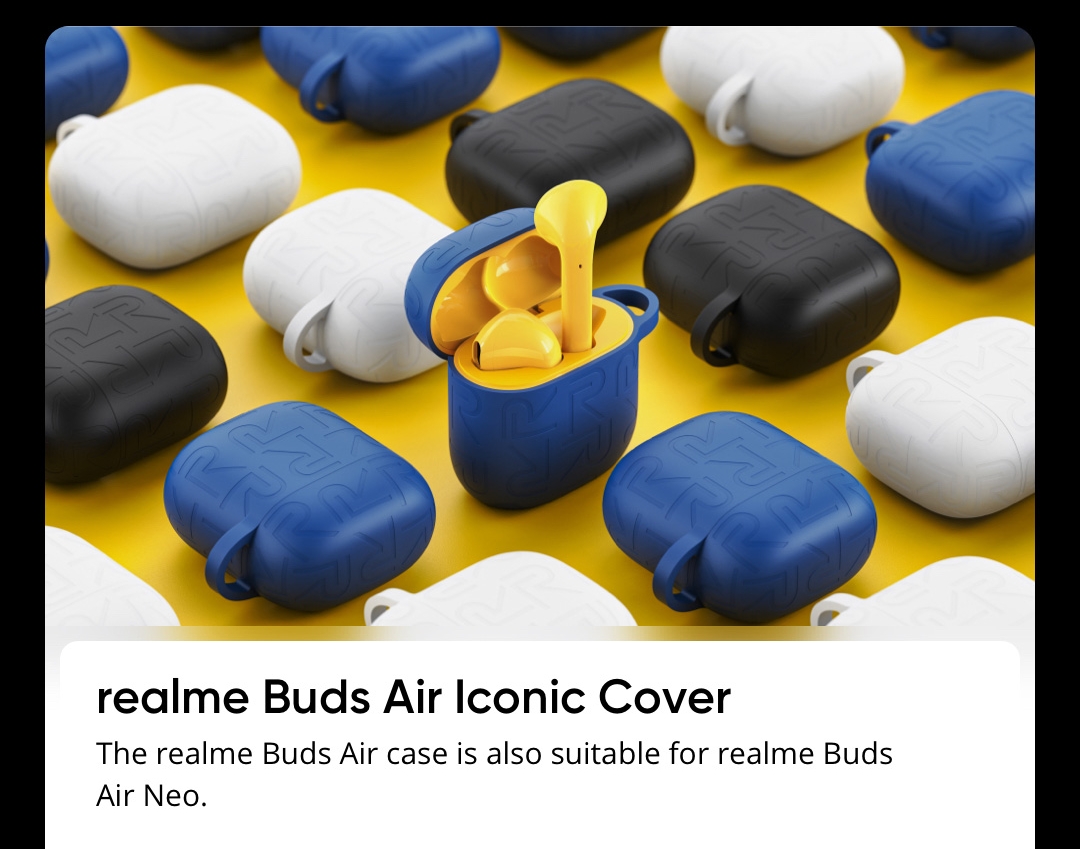 realme Buds Air Iconic Cover
The realme Buds Air case is also suitable for realme Buds
Air Neo.